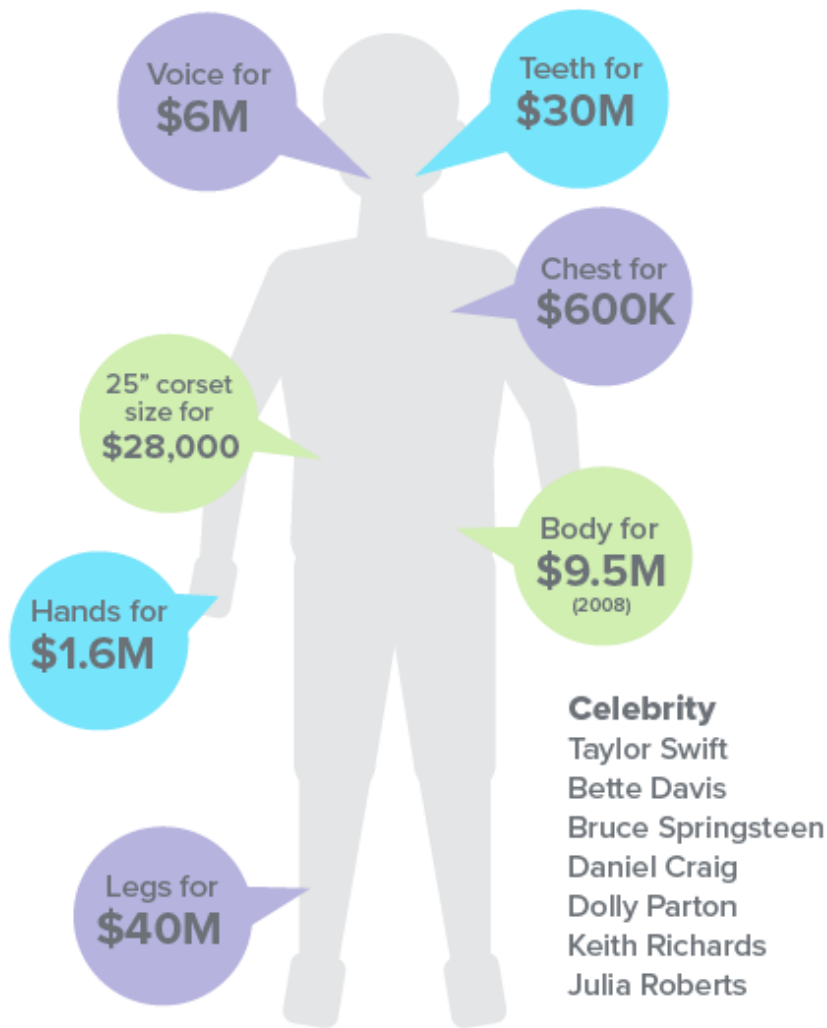 Voice for
$6M
Teeth for
$30M
Chest for
$600K
25” corset
size for
$28,000
Body for
$9.5M
(2008)
Hands for
$1.6M
Legs for
$40M
Celebrity
Taylor Swift
Bette Davis
Bruce Springsteen
Daniel Craig
Dolly Parton
Keith Richards
Julia Roberts